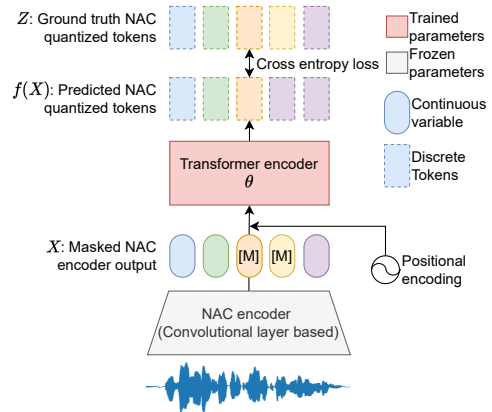 Z: Ground truth NAC
quantized tokens
Cross entropy loss
f(X): Predicted NAC
quantized tokens
Transformer encoder
θ
X: Masked NAC
encoder output
[M] [M]
Positional
encoding
NAC encoder
(Convolutional layer based)
Trained
parameters
Frozen
parameters
Continuous
variable
Discrete
Tokens